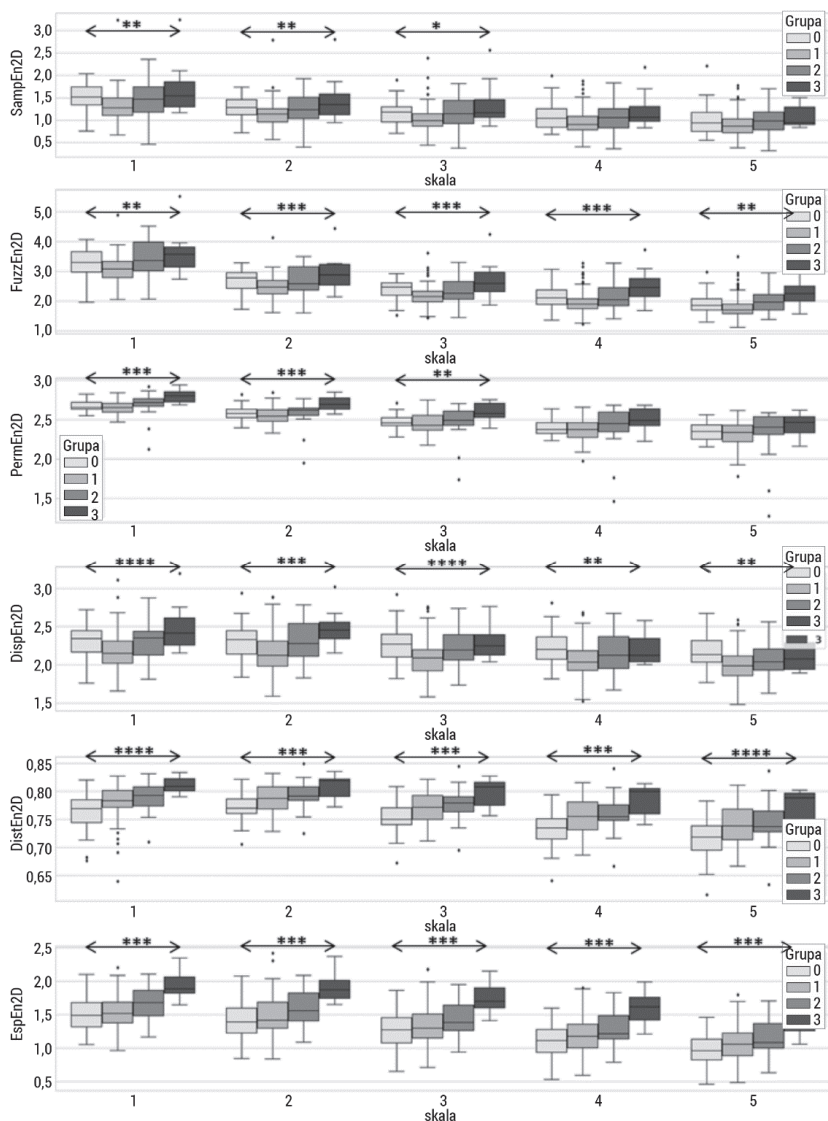 Grupa
0
1
2
3
SampEn2D
3,0
2,5
2,0
1,5
1,0
0,5
** ** *
1 2 3 4 5
skala
Grupa
0
1
2
3
FuzzEn2D
5,0
4,0
3,0
2,0
1,0
** *** *** *** **
1 2 3 4 5
skala
PermEn2D
3,0
2,5
2,0
1,5
*** *** **
Grupa
0
1
2
3
1 2 3 4 5
skala
Grupa
0
1
2
3
3
DispEn2D
3,0
2,5
2,0
1,5
**** *** **** ** **
1 2 3 4 5
skala
DistEn2D
0,85
0,80
0,75
0,70
0,65
**** *** *** *** ****
Grupa
0
1
2
3
1 2 3 4 5
skala
Grupa
0
1
2
3
EspEn2D
2,5
2,0
1,5
1,0
0,5
*** *** *** *** ***
1 2 3 4 5
skala